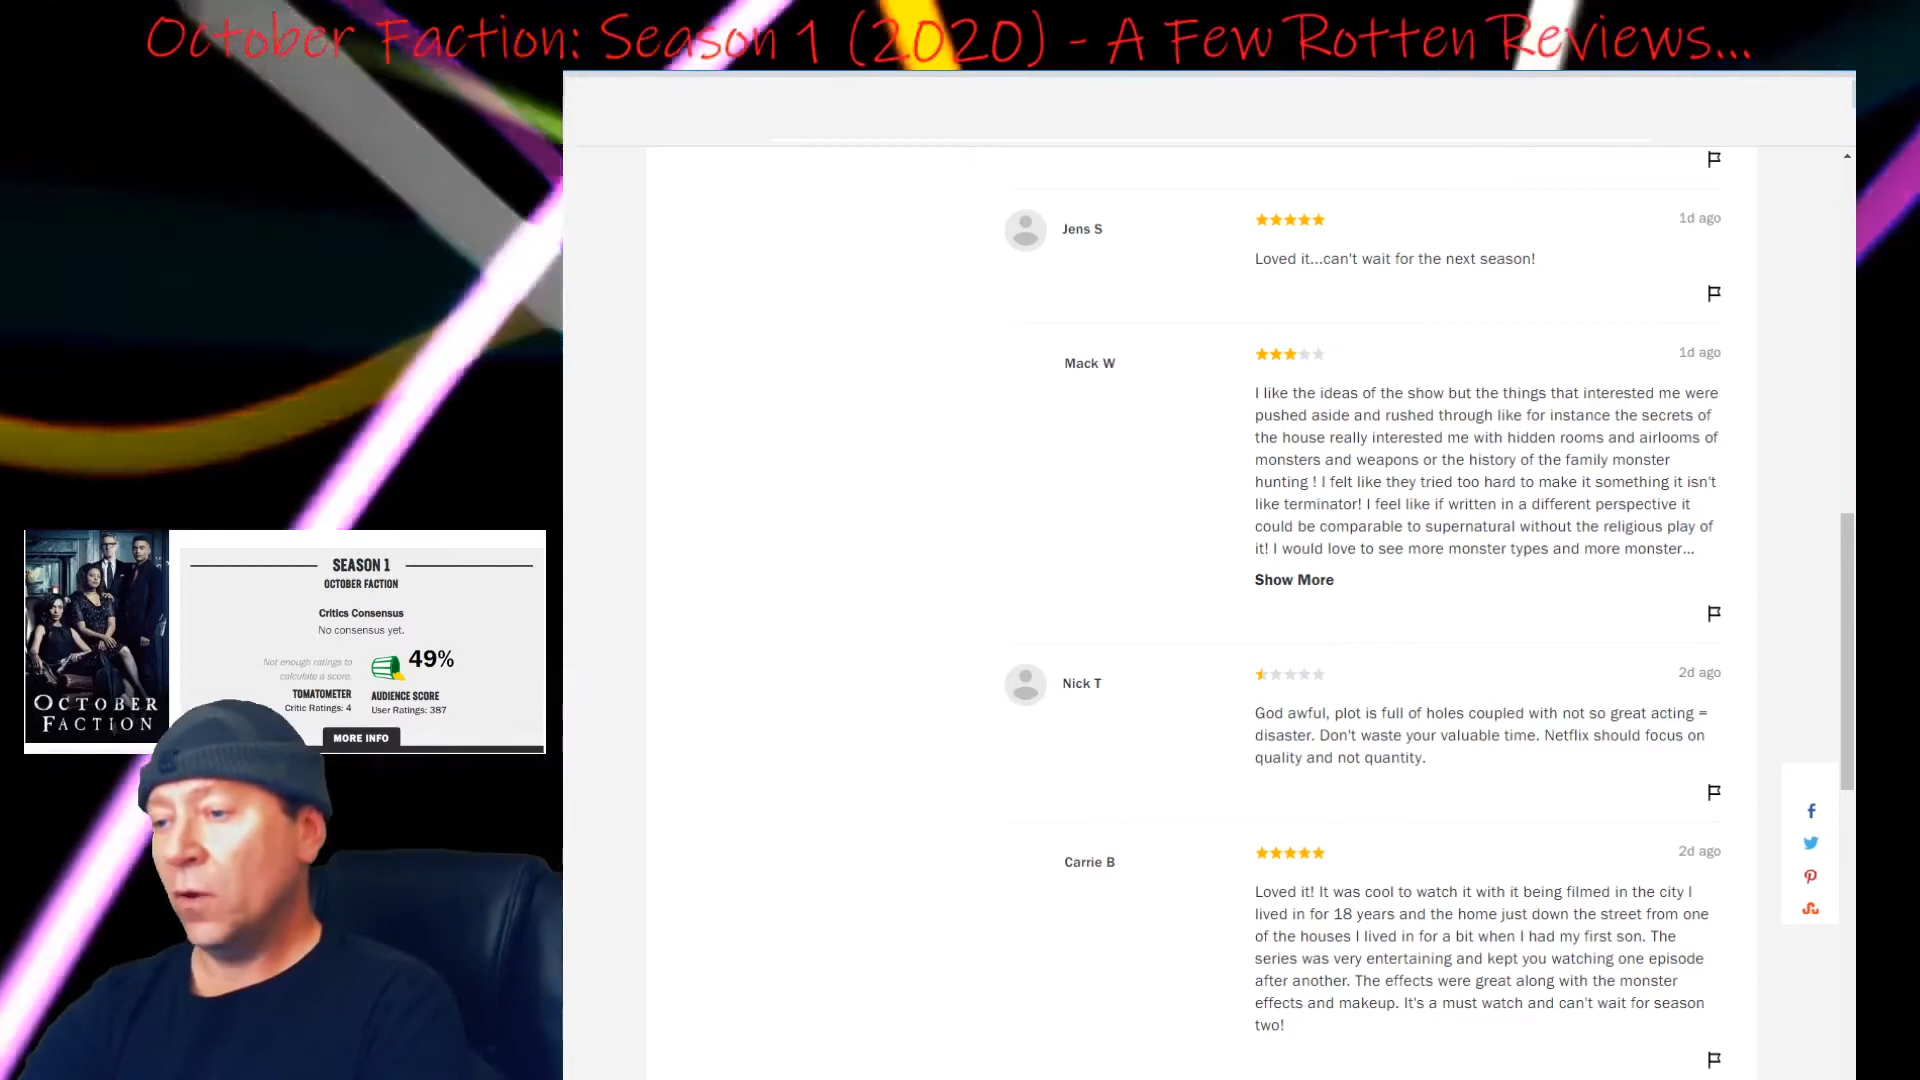 October Faction: Season 1 (2020) - A Few Rotten Reviews...
Jens S
1d ago
Loved it...can't wait for the next season!
Mack W
1d ago
I like the ideas of the show but the things that interested me were
pushed aside and rushed through like for instance the secrets of
the house really interested me with hidden rooms and airlooms of
monsters and weapons or the history of the family monster
hunting ! I felt like they tried too hard to make it something it isn't
like terminator! I feel like if written in a different perspective it
could be comparable to supernatural without the religious play of
it! I would love to see more monster types and more monster...
Show More
Nick T
2d ago
God awful, plot is full of holes coupled with not so great acting =
disaster. Don't waste your valuable time. Netflix should focus on
quality and not quantity.
Carrie B
2d ago
Loved it! It was cool to watch it with it being filmed in the city I
lived in for 18 years and the home just down the street from one
of the houses I lived in for a bit when I had my first son. The
series was very entertaining and kept you watching one episode
after another. The effects were great along with the monster
effects and makeup. It's a must watch and can't wait for season
two!
OCTOBER
FACTION
SEASON 1
OCTOBER FACTION
Critics Consensus
No consensus yet.
Not enough ratings to
calculate a score.
TOMATOMETER
Critic Ratings: 4
49%
AUDIENCE SCORE
User Ratings: 387
MORE INFO